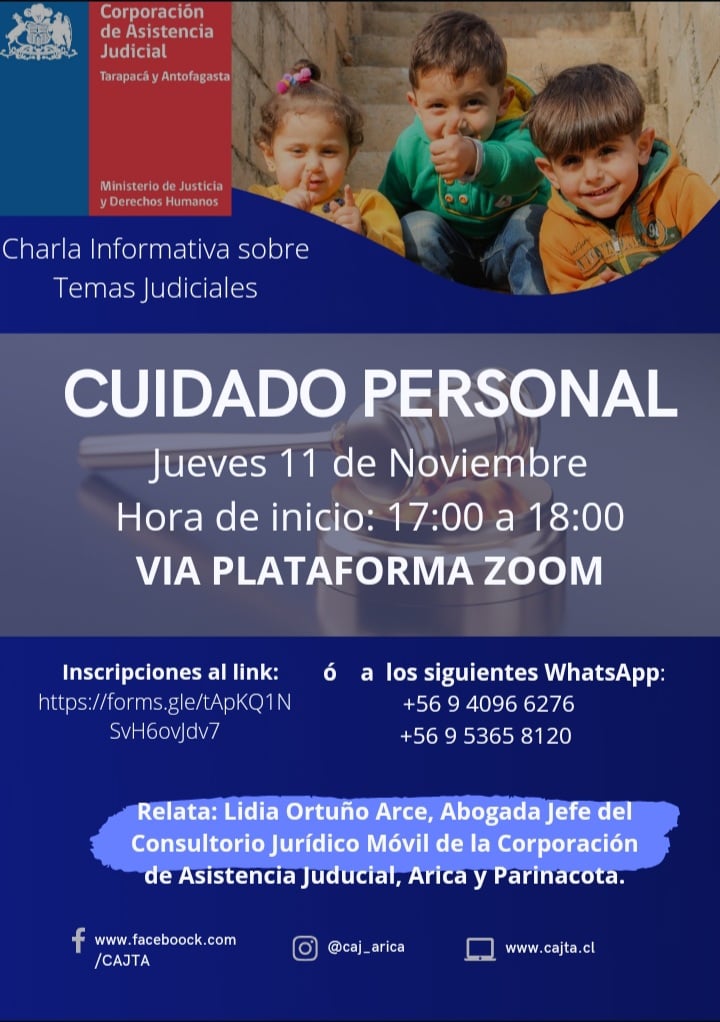 Corporación
de Asistencia
Judicial
Tarapacá y Antofagasta
Ministerio de Justicia
y Derechos Humanos
Charla Informativa sobre
Temas Judiciales
CUIDADO PERSONAL
Jueves 11 de Noviembre
Hora de inicio: 17:00 a 18:00
VIA PLATAFORMA ZOOM
Inscripciones al link:
https://forms.gle/tApKQ1N
SvH6ovJdv7
ó a los siguientes WhatsApp:
+56 9 4096 6276
+56 9 5365 8120
Relata: Lidia Ortuño Arce, Abogada Jefe del
Consultorio Jurídico Móvil de la Corporación
de Asistencia Juducial, Arica y Parinacota.
www.faceboock.com
/CAJTA
@caj_arica
www.cajta.cl